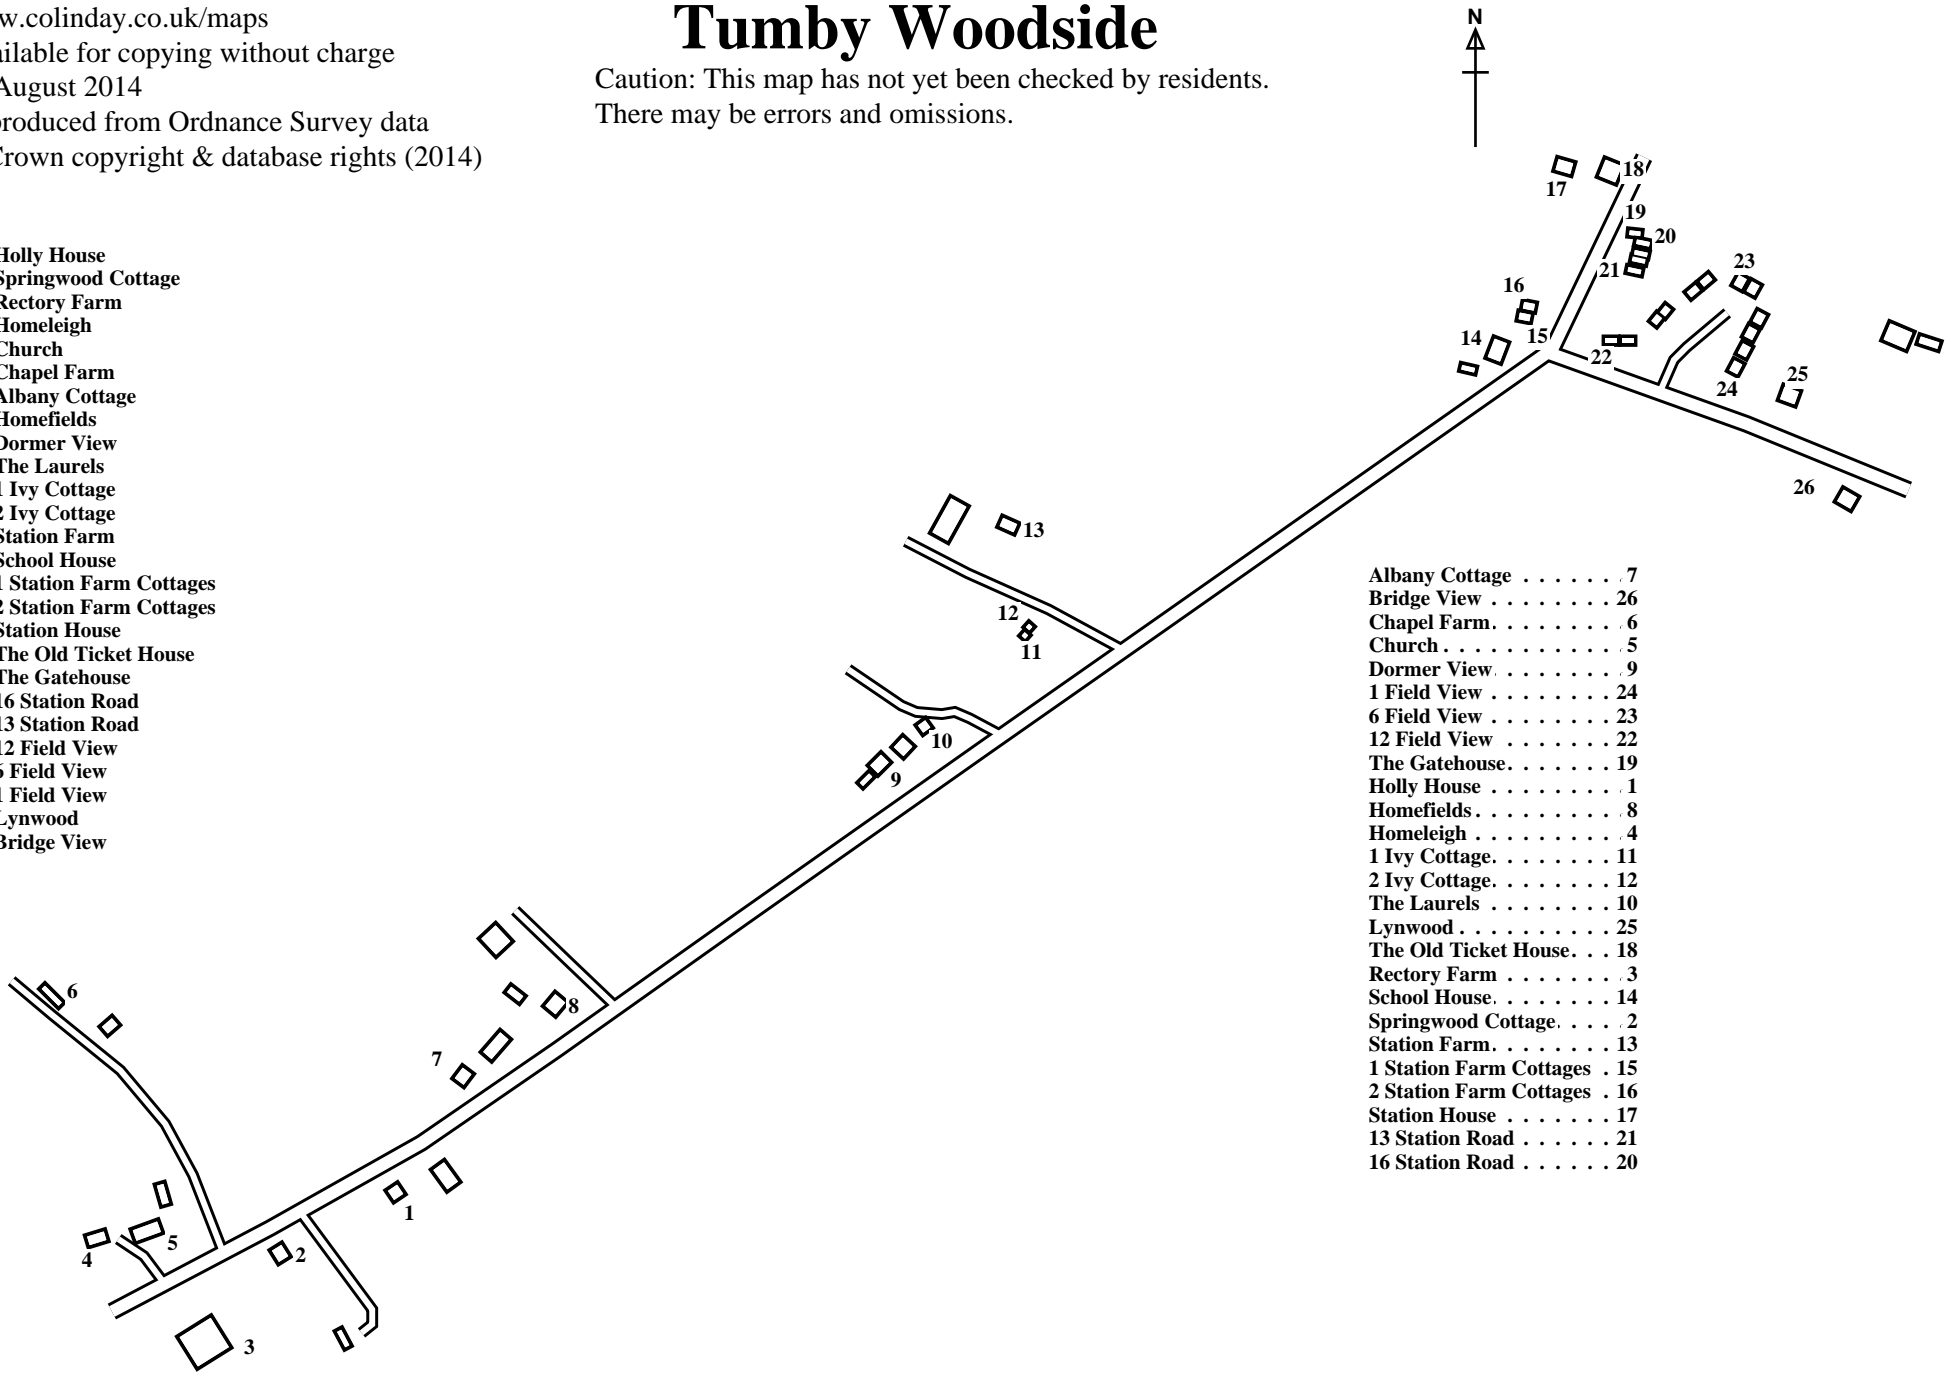 w.colinday.co.uk/maps
ilable for copying without charge
August 2014
roduced from Ordnance Survey data
Crown copyright & database rights (2014)
Tumby Woodside
Caution: This map has not yet been checked by residents.
There may be errors and omissions.
N
Holly House
Springwood Cottage
Rectory Farm
Homeleigh
Church
Chapel Farm
Albany Cottage
Homefields
Dormer View
The Laurels
1 Ivy Cottage
2 Ivy Cottage
Station Farm
School House
1 Station Farm Cottages
2 Station Farm Cottages
Station House
The Old Ticket House
The Gatehouse
16 Station Road
13 Station Road
12 Field View
6 Field View
1 Field View
Lynwood
Bridge View
17
18
19
20
21
23
16
15
14
22
24
25
26
13
12
11
10
9
8
7
6
5
4
1
2
3
Albany Cottage . . . . . . . 7
Bridge View . . . . . . . . 26
Chapel Farm. . . . . . . . . 6
Church . . . . . . . . . . . . 5
Dormer View. . . . . . . . . 9
1 Field View . . . . . . . . 24
6 Field View . . . . . . . . 23
12 Field View . . . . . . . 22
The Gatehouse. . . . . . . 19
Holly House . . . . . . . . . 1
Homefields. . . . . . . . . . 8
Homeleigh . . . . . . . . . . 4
1 Ivy Cottage. . . . . . . . 11
2 Ivy Cottage. . . . . . . . 12
The Laurels . . . . . . . . 10
Lynwood . . . . . . . . . . 25
The Old Ticket House. . . 18
Rectory Farm . . . . . . . . 3
School House. . . . . . . . 14
Springwood Cottage. . . . . 2
Station Farm. . . . . . . . 13
1 Station Farm Cottages . 15
2 Station Farm Cottages . 16
Station House . . . . . . . 17
13 Station Road . . . . . . 21
16 Station Road . . . . . . 20